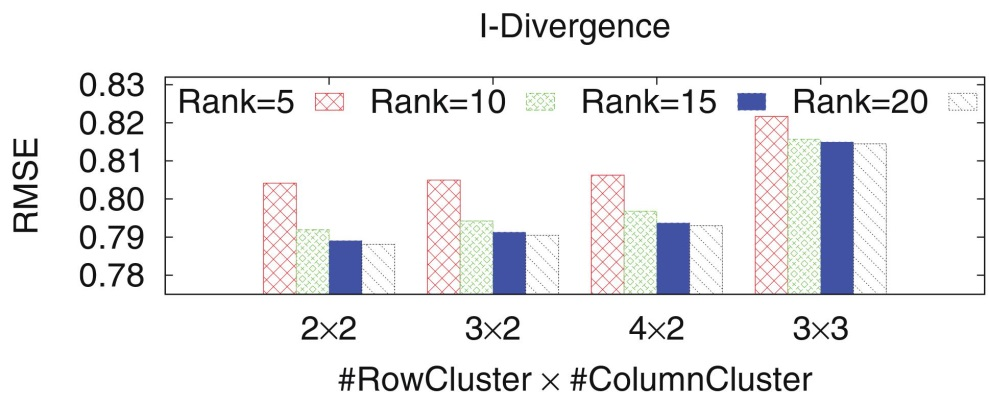 I-Divergence
0.83
0.82
0.81
0.80
0.79
0.78
RMSE
Rank=5 Rank=10 Rank=15 Rank=20
2×2 3×2 4×2 3×3
#RowCluster × #ColumnCluster